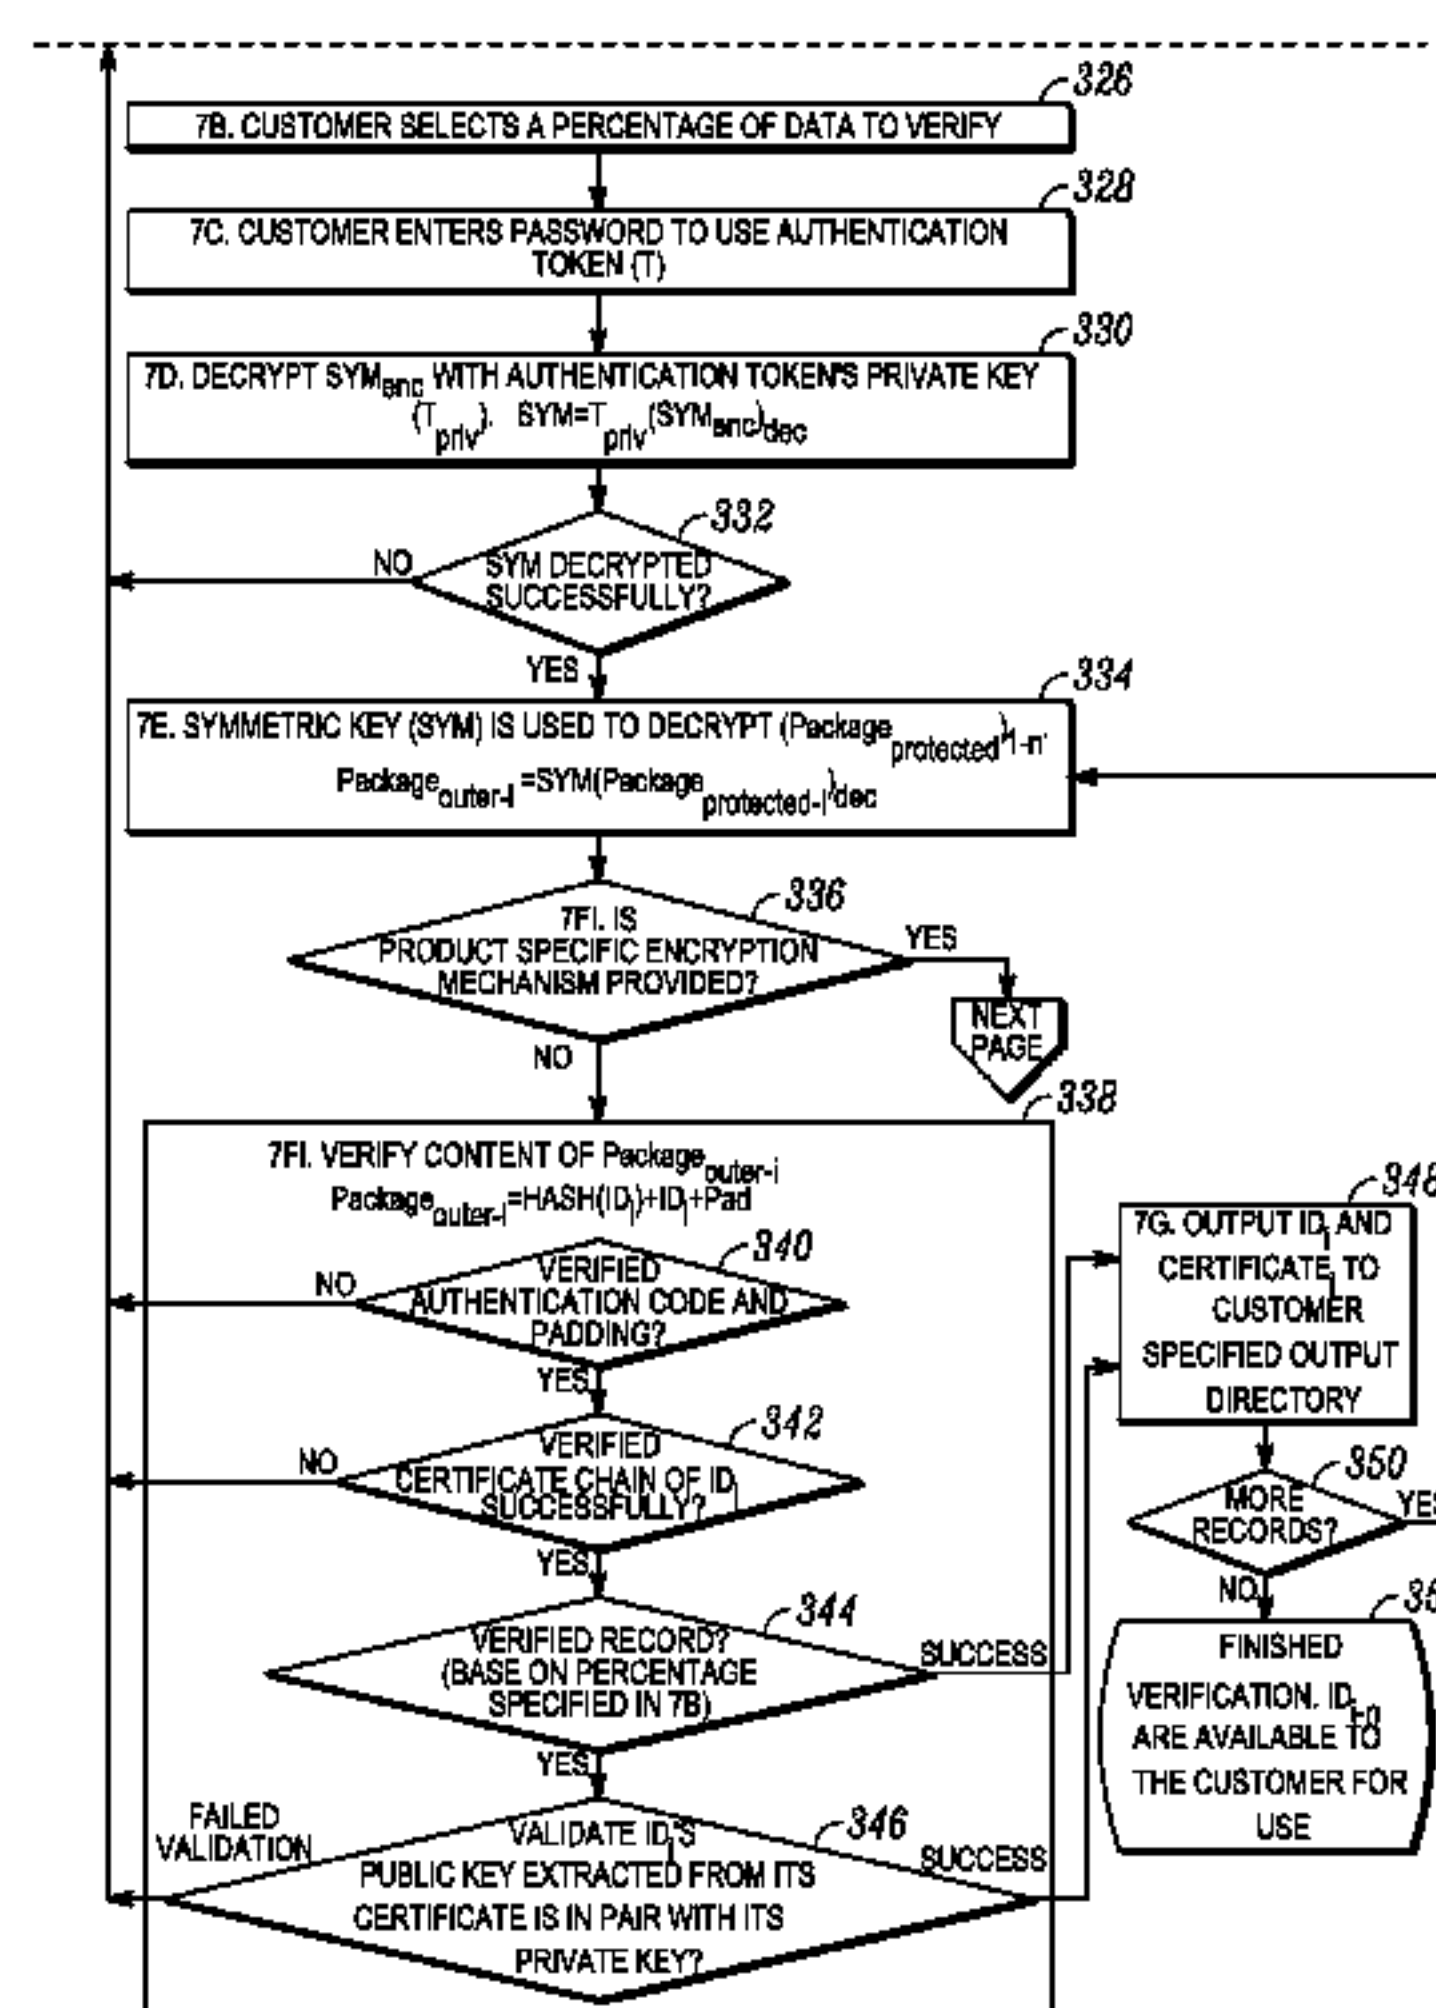 326
7B. CUSTOMER SELECTS A PERCENTAGE OF DATA TO VERIFY
328
7C. CUSTOMER ENTERS PASSWORD TO USE AUTHENTICATION
TOKEN (T)
330
7D. DECRYPT SYMenc WITH AUTHENTICATION TOKEN'S PRIVATE KEY
(Tpriv). SYM=Tpriv(SYMenc)dec
332
NO
SYM DECRYPTED
SUCCESSFULLY?
YES
334
7E. SYMMETRIC KEY (SYM) IS USED TO DECRYPT (Packageprotected)1-n.
Packageouter-i=SYM(Packageprotected-i)dec
336
7FI. IS
PRODUCT SPECIFIC ENCRYPTION
MECHANISM PROVIDED?
YES
NEXT
PAGE
NO
338
7FI. VERIFY CONTENT OF Packageouter-i
Packageouter-i=HASH(IDi)+IDi+Pad
340
NO
VERIFIED
AUTHENTICATION CODE AND
PADDING?
YES
342
NO
VERIFIED
CERTIFICATE CHAIN OF IDi
SUCCESSFULLY?
YES
344
VERIFIED RECORD?
(BASE ON PERCENTAGE
SPECIFIED IN 7B)
SUCCESS
YES
346
FAILED
VALIDATION
VALIDATE IDi'S
PUBLIC KEY EXTRACTED FROM ITS
CERTIFICATE IS IN PAIR WITH ITS
PRIVATE KEY?
SUCCESS
348
7G. OUTPUT IDi AND
CERTIFICATEi TO
CUSTOMER
SPECIFIED OUTPUT
DIRECTORY
350
MORE
RECORDS?
YES
NO
FINISHED
VERIFICATION. IDi-n
ARE AVAILABLE TO
THE CUSTOMER FOR
USE